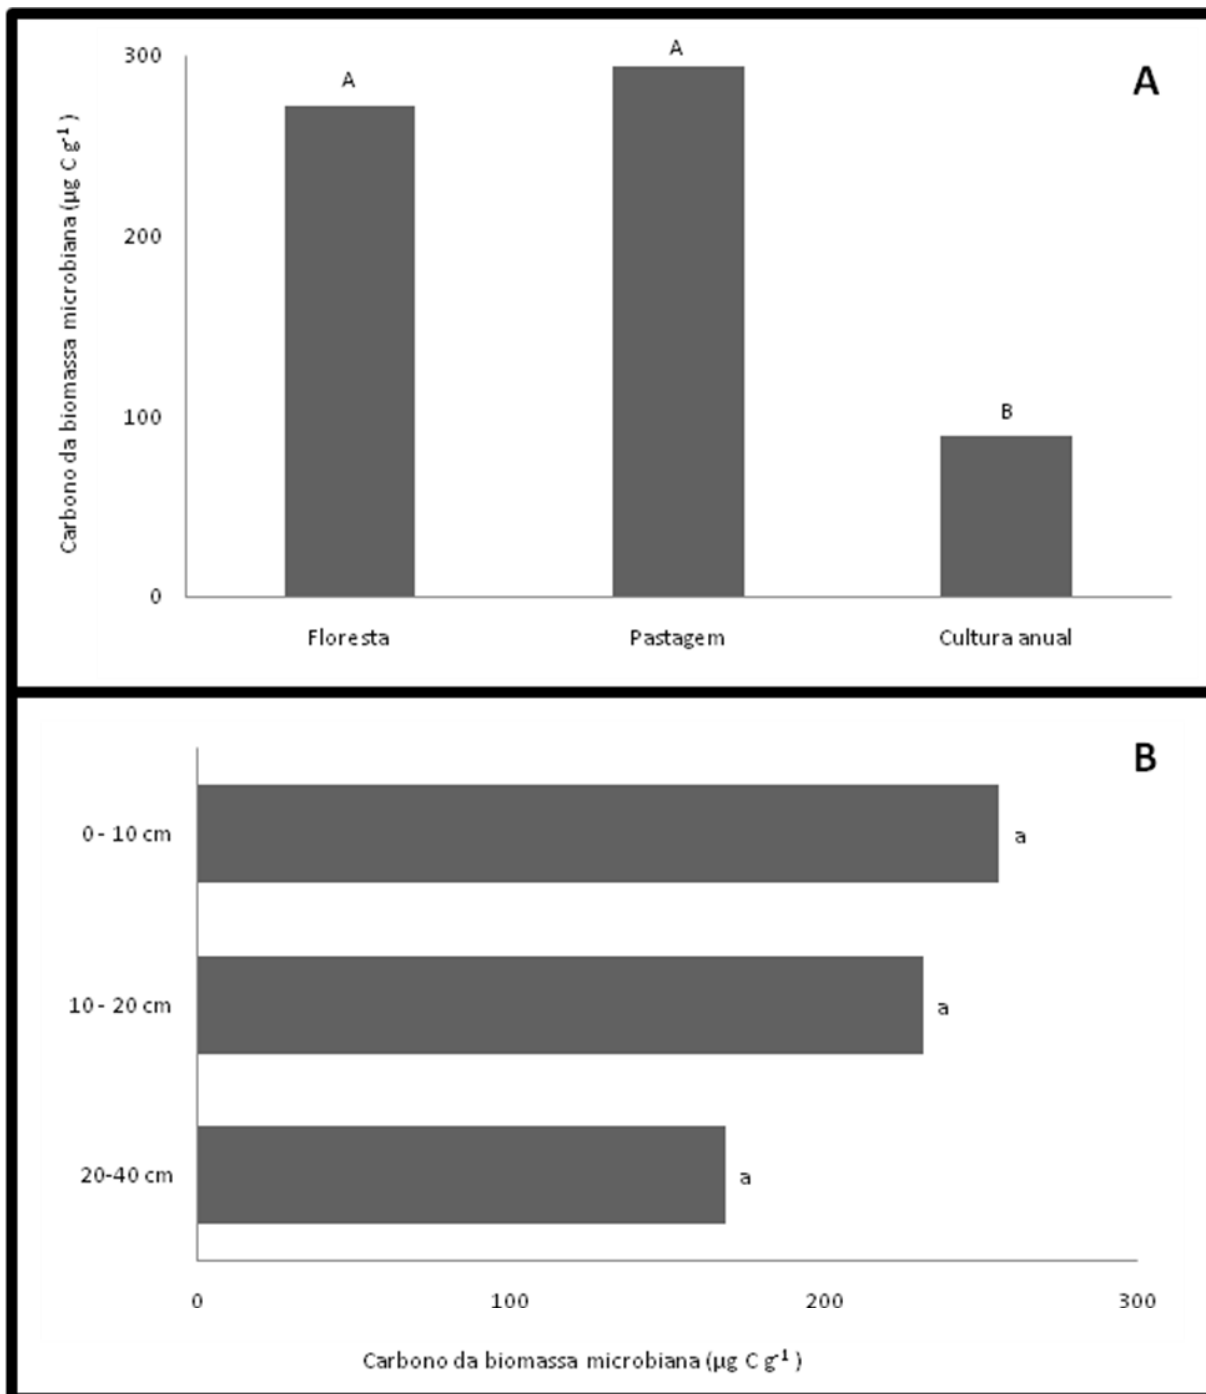 A
Carbono da biomassa microbiana (µg C g⁻¹ )
300
200
100
0
A
A
B
Floresta
Pastagem
Cultura anual
B
0 - 10 cm
a
10 - 20 cm
a
20-40 cm
a
0
100
200
300
Carbono da biomassa microbiana (µg C g⁻¹ )